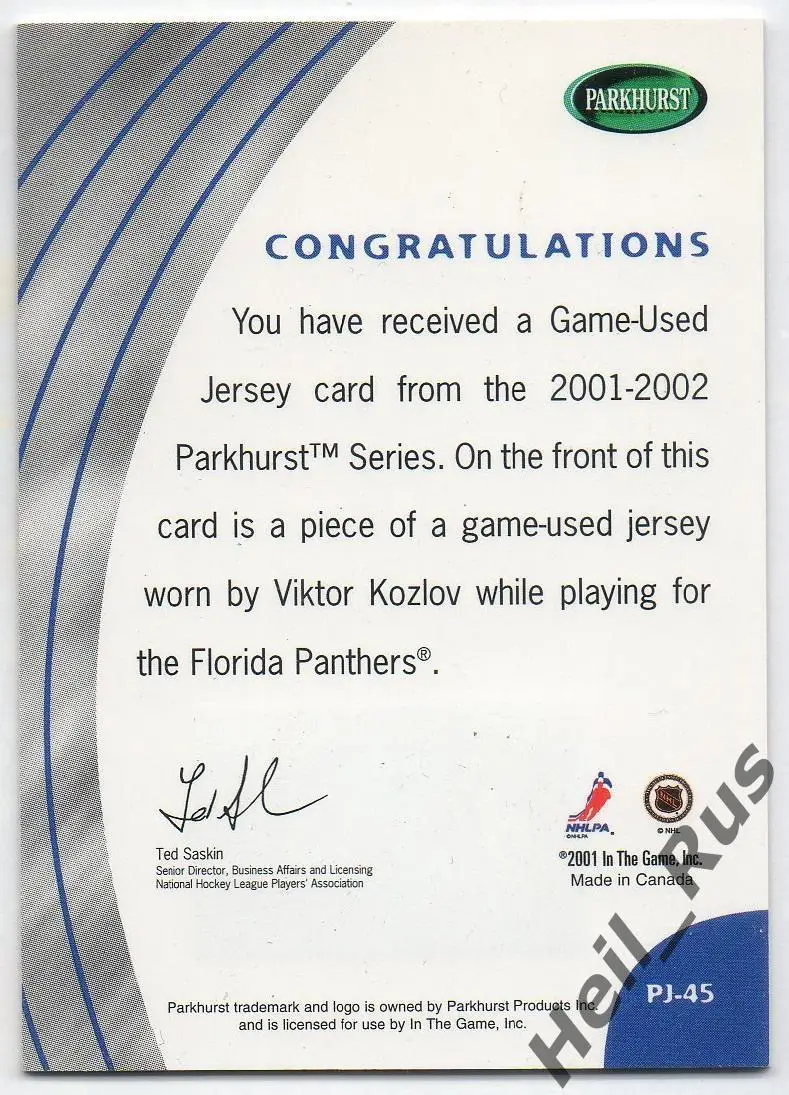 PARKHURST
CONGRATULATIONS
You have received a Game-Used
Jersey card from the 2001-2002
Parkhurst™ Series. On the front of this
card is a piece of a game-used jersey
worn by Viktor Kozlov while playing for
the Florida Panthers®.
Ted Saskin
Senior Director, Business Affairs and Licensing
National Hockey League Players' Association
NHLPA.
©NHLPA
NHL
© NHL
©2001 In The Game, Inc.
Made in Canada
PJ-45
Parkhurst trademark and logo is owned by Parkhurst Products Inc.
and is licensed for use by In The Game, Inc.
Heil_Rus